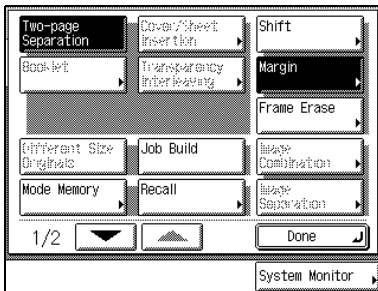 Two-page
Separation
Cover/Sheet
Insertion
Shift
Booklet
Transparency
Interleaving
Margin
Frame Erase
Different Size
Originals
Job Build
Image
Combination
Mode Memory
Recall
Image
Separation
1/2
Done
System Monitor